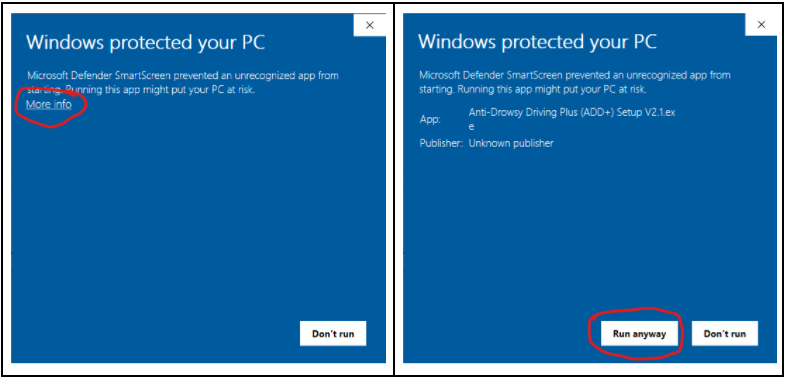 Windows protected your PC
Microsoft Defender SmartScreen prevented an unrecognized app from
starting. Running this app might put your PC at risk.
More info
Don't run
Windows protected your PC
Microsoft Defender SmartScreen prevented an unrecognized app from
starting. Running this app might put your PC at risk.
App: Anti-Drowsy Driving Plus (ADD+) Setup V2.1.ex
e
Publisher: Unknown publisher
Run anyway
Don't run